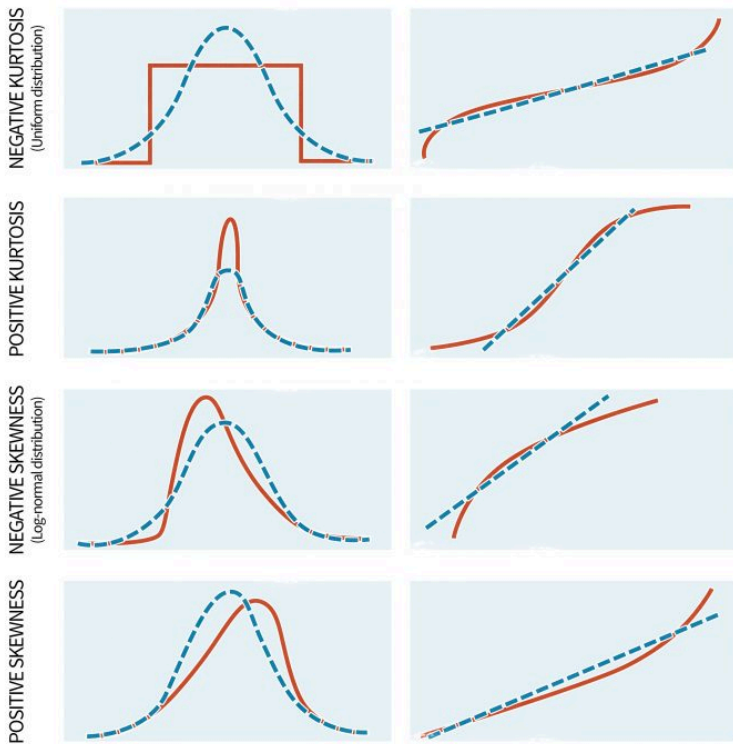 NEGATIVE KURTOSIS
(Uniform distribution)
POSITIVE KURTOSIS
NEGATIVE SKEWNESS
(Log-normal distribution)
POSITIVE SKEWNESS